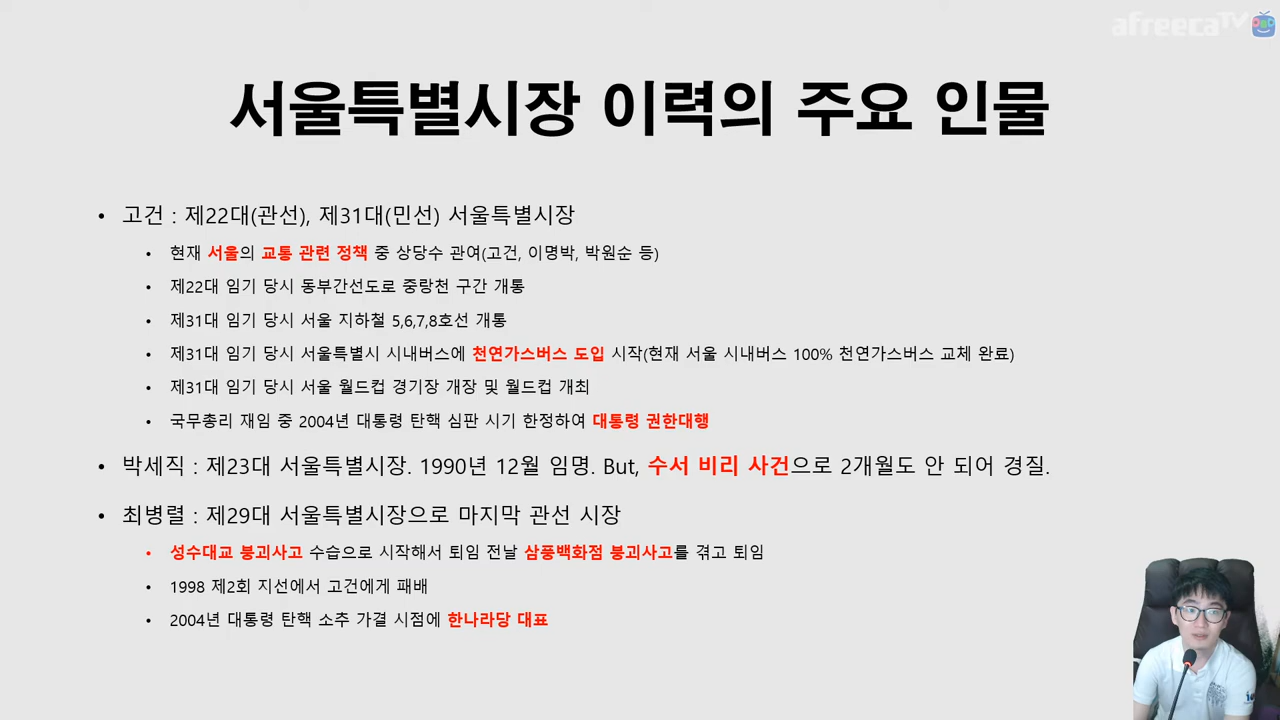 afreecaTV
서울특별시장 이력의 주요 인물
• 고건 : 제22대(관선), 제31대(민선) 서울특별시장
• 현재 서울의 교통 관련 정책 중 상당수 관여(고건, 이명박, 박원순 등)
• 제22대 임기 당시 동부간선도로 중랑천 구간 개통
• 제31대 임기 당시 서울 지하철 5,6,7,8호선 개통
• 제31대 임기 당시 서울특별시 시내버스에 천연가스버스 도입 시작(현재 서울 시내버스 100% 천연가스버스 교체 완료)
• 제31대 임기 당시 서울 월드컵 경기장 개장 및 월드컵 개최
• 국무총리 재임 중 2004년 대통령 탄핵 심판 시기 한정하여 대통령 권한대행
• 박세직 : 제23대 서울특별시장. 1990년 12월 임명. But, 수서 비리 사건으로 2개월도 안 되어 경질.
• 최병렬 : 제29대 서울특별시장으로 마지막 관선 시장
• 성수대교 붕괴사고 수습으로 시작해서 퇴임 전날 삼풍백화점 붕괴사고를 겪고 퇴임
• 1998 제2회 지선에서 고건에게 패배
• 2004년 대통령 탄핵 소추 가결 시점에 한나라당 대표